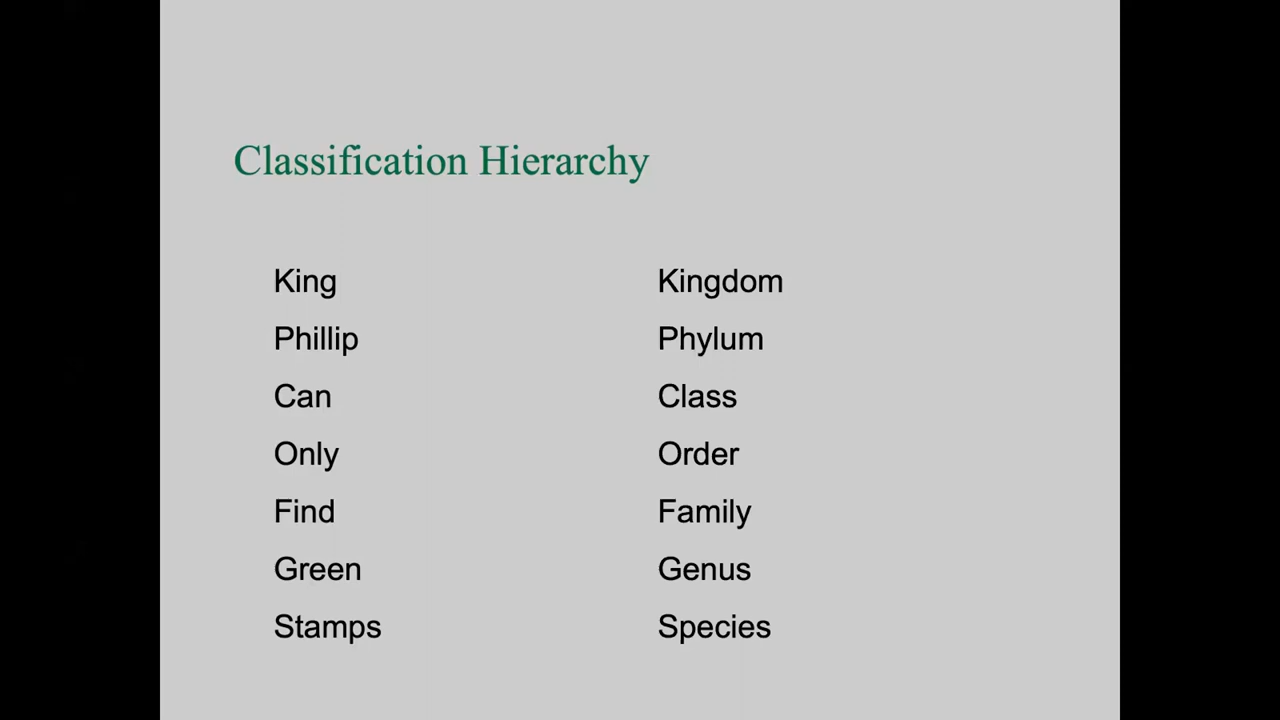 Classification Hierarchy
King Kingdom
Phillip Phylum
Can Class
Only Order
Find Family
Green Genus
Stamps Species